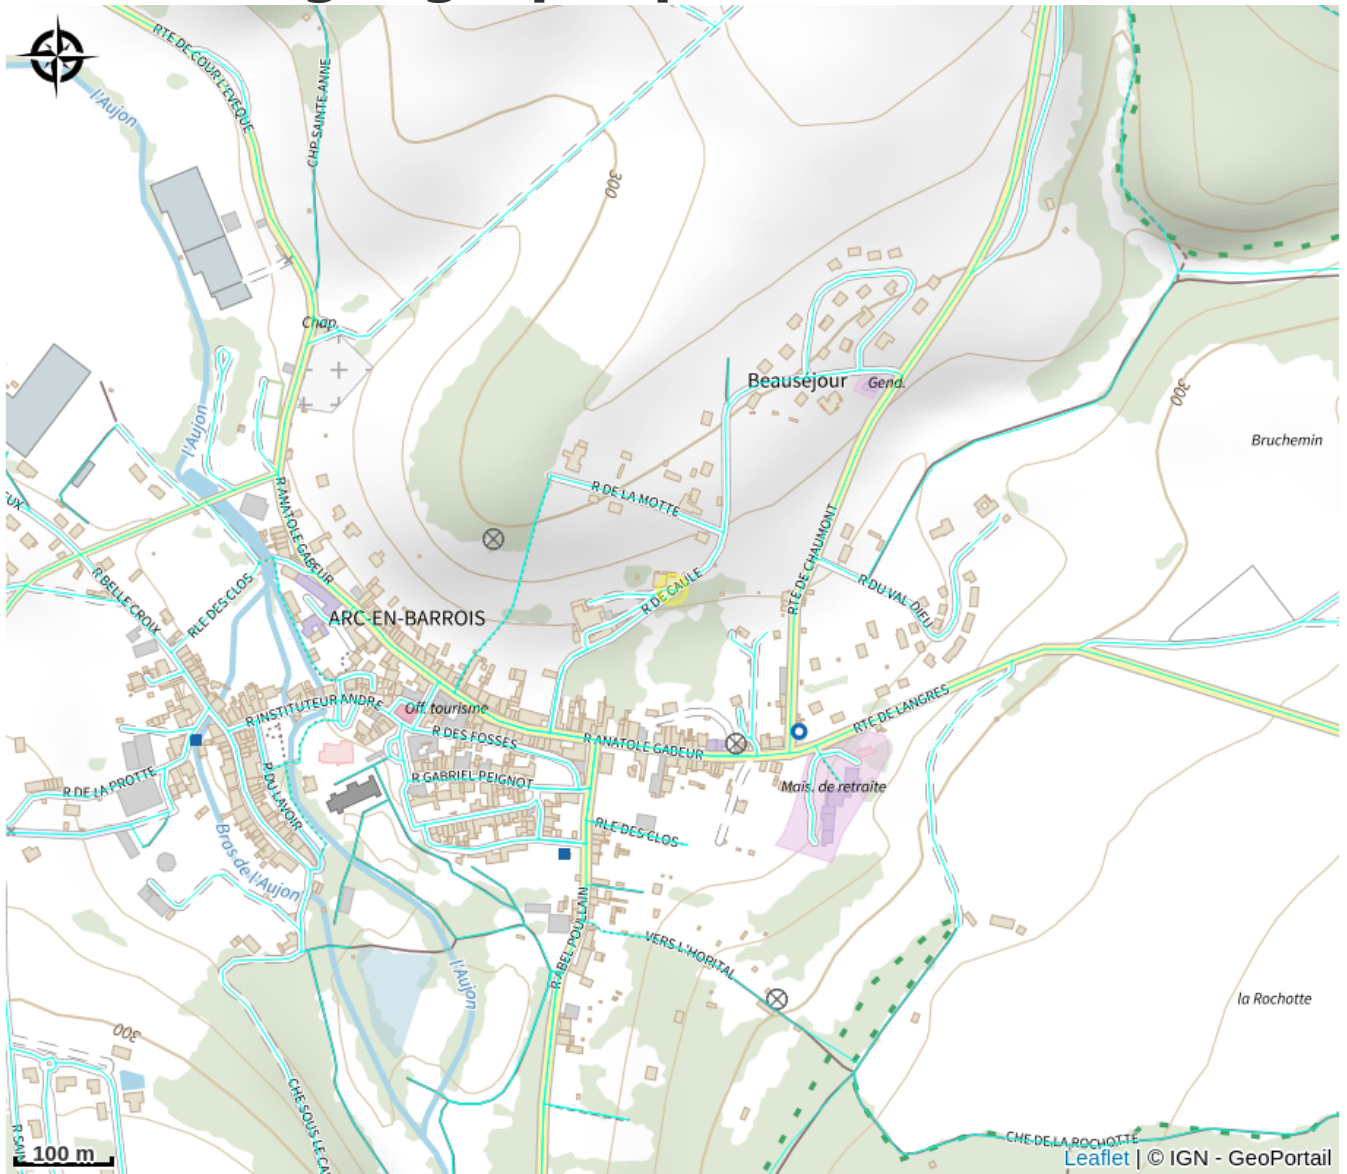 RTE DE COUR L'EVEQUE
CHP SAINTE ANNE
l'Aujon
300
Chap.
Beauséjour
Gend.
300
l'Aujon
Bruchemin
R DE LA MOTTE
R ANATOLE GABEUR
RTE DE CHAUMONT
R BELLE CROIX
RLE DES CLOS
R DE CAULE
R DU VAL DIEU
ARC-EN-BARROIS
R INSTITUTEUR ANDRE
Off. tourisme
RTE DE LANGRES
R DES FOSSES
R ANATOLE GABEUR
R DE LA PROTTE
R DU LAVOIR
R GABRIEL PEIGNOT
Mais. de retraite
RLE DES CLOS
Bras de l'Aujon
R ABEL POULLAIN
VERS L'HOPITAL
l'Aujon
la Rochotte
300
CHE SOUS LE CA
R SAIN
CHE DE LA ROCHOTTE
100 m
Leaflet | © IGN - GeoPortail